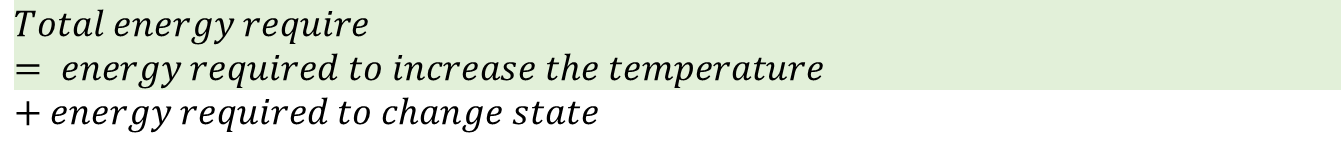 Total energy require
= energy required to increase the temperature
+ energy required to change state